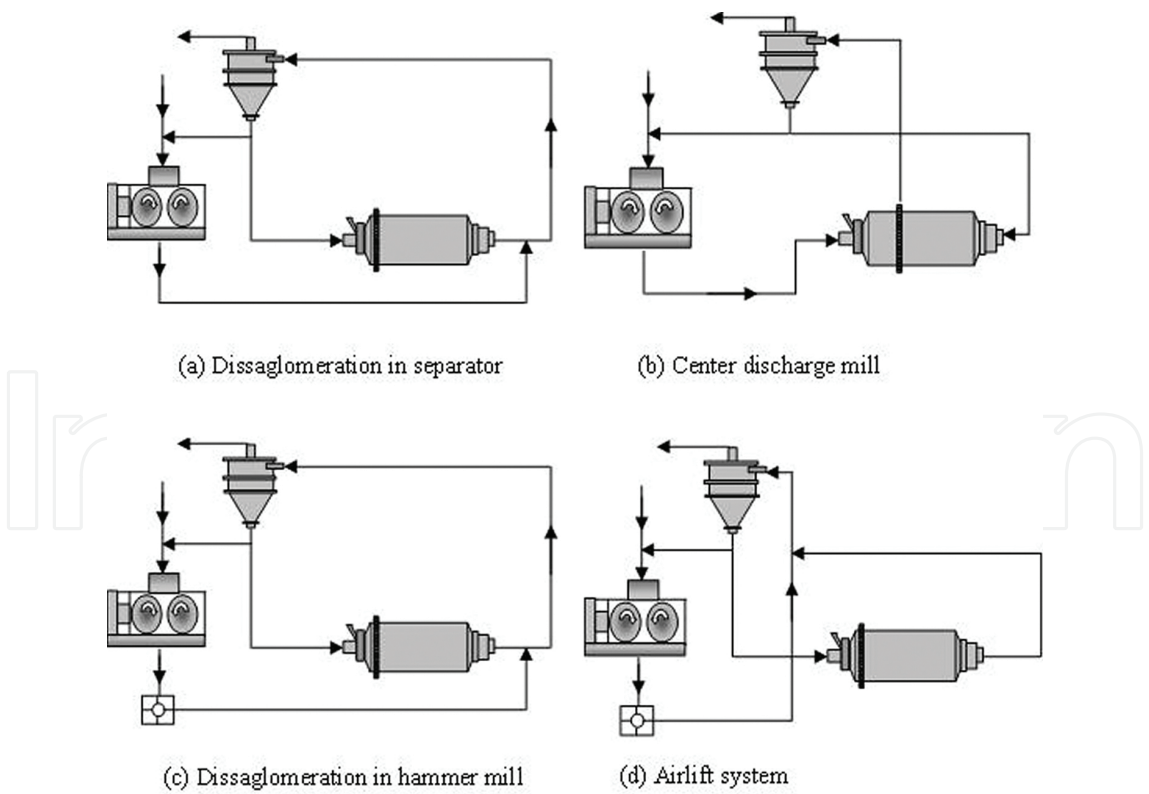 (a) Dissaglomeration in separator
(b) Center discharge mill
(c) Dissaglomeration in hammer mill
(d) Airlift system